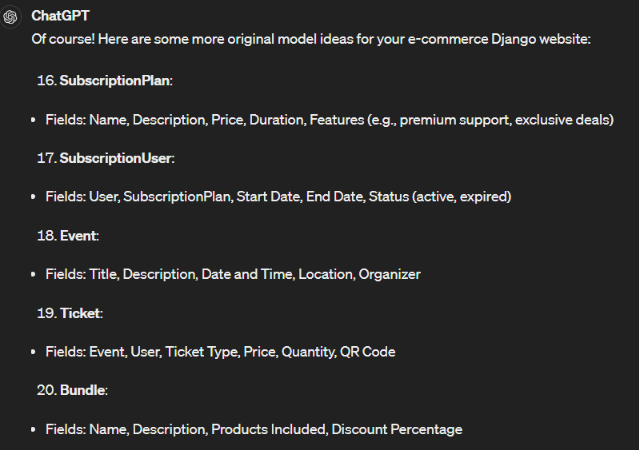 ChatGPT
Of course! Here are some more original model ideas for your e-commerce Django website:
16. SubscriptionPlan:
• Fields: Name, Description, Price, Duration, Features (e.g., premium support, exclusive deals)
17. SubscriptionUser:
• Fields: User, SubscriptionPlan, Start Date, End Date, Status (active, expired)
18. Event:
• Fields: Title, Description, Date and Time, Location, Organizer
19. Ticket:
• Fields: Event, User, Ticket Type, Price, Quantity, QR Code
20. Bundle:
• Fields: Name, Description, Products Included, Discount Percentage